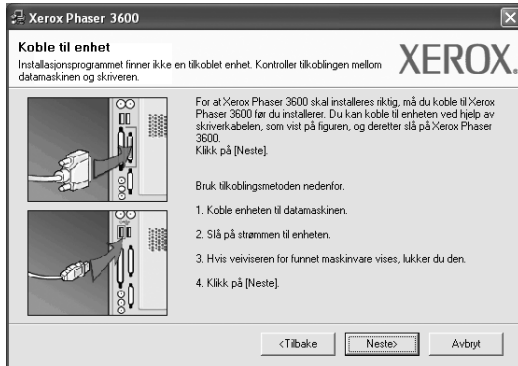 Xerox Phaser 3600
Koble til enhet
Installasjonsprogrammet finner ikke en tilkoblet enhet. Kontroller tilkoblingen mellom
datamaskinen og skriveren.
XEROX.
For at Xerox Phaser 3600 skal installeres riktig, må du koble til Xerox
Phaser 3600 før du installerer. Du kan koble til enheten ved hjelp av
skriverkabelen, som vist på figuren, og deretter slå på Xerox Phaser
3600.
Klikk på [Neste].
Bruk tilkoblingsmetoden nedenfor.
1. Koble enheten til datamaskinen.
2. Slå på strømmen til enheten.
3. Hvis veiviseren for funnet maskinvare vises, lukker du den.
4. Klikk på [Neste].
<Tilbake
Neste>
Avbryt